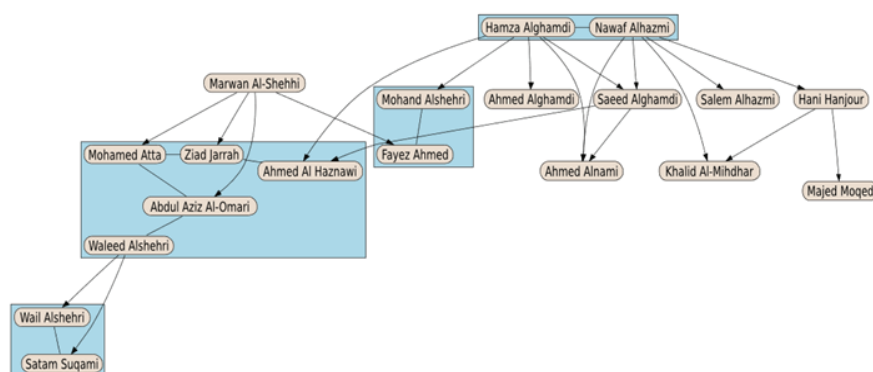 Hamza Alghamdi
Nawaf Alhazmi
Marwan Al-Shehhi
Mohand Alshehri
Ahmed Alghamdi
Saeed Alghamdi
Salem Alhazmi
Hani Hanjour
Mohamed Atta
Ziad Jarrah
Fayez Ahmed
Ahmed Al Haznawi
Ahmed Alnami
Khalid Al-Mihdhar
Majed Moqed
Abdul Aziz Al-Omari
Waleed Alshehri
Wail Alshehri
Satam Suqami